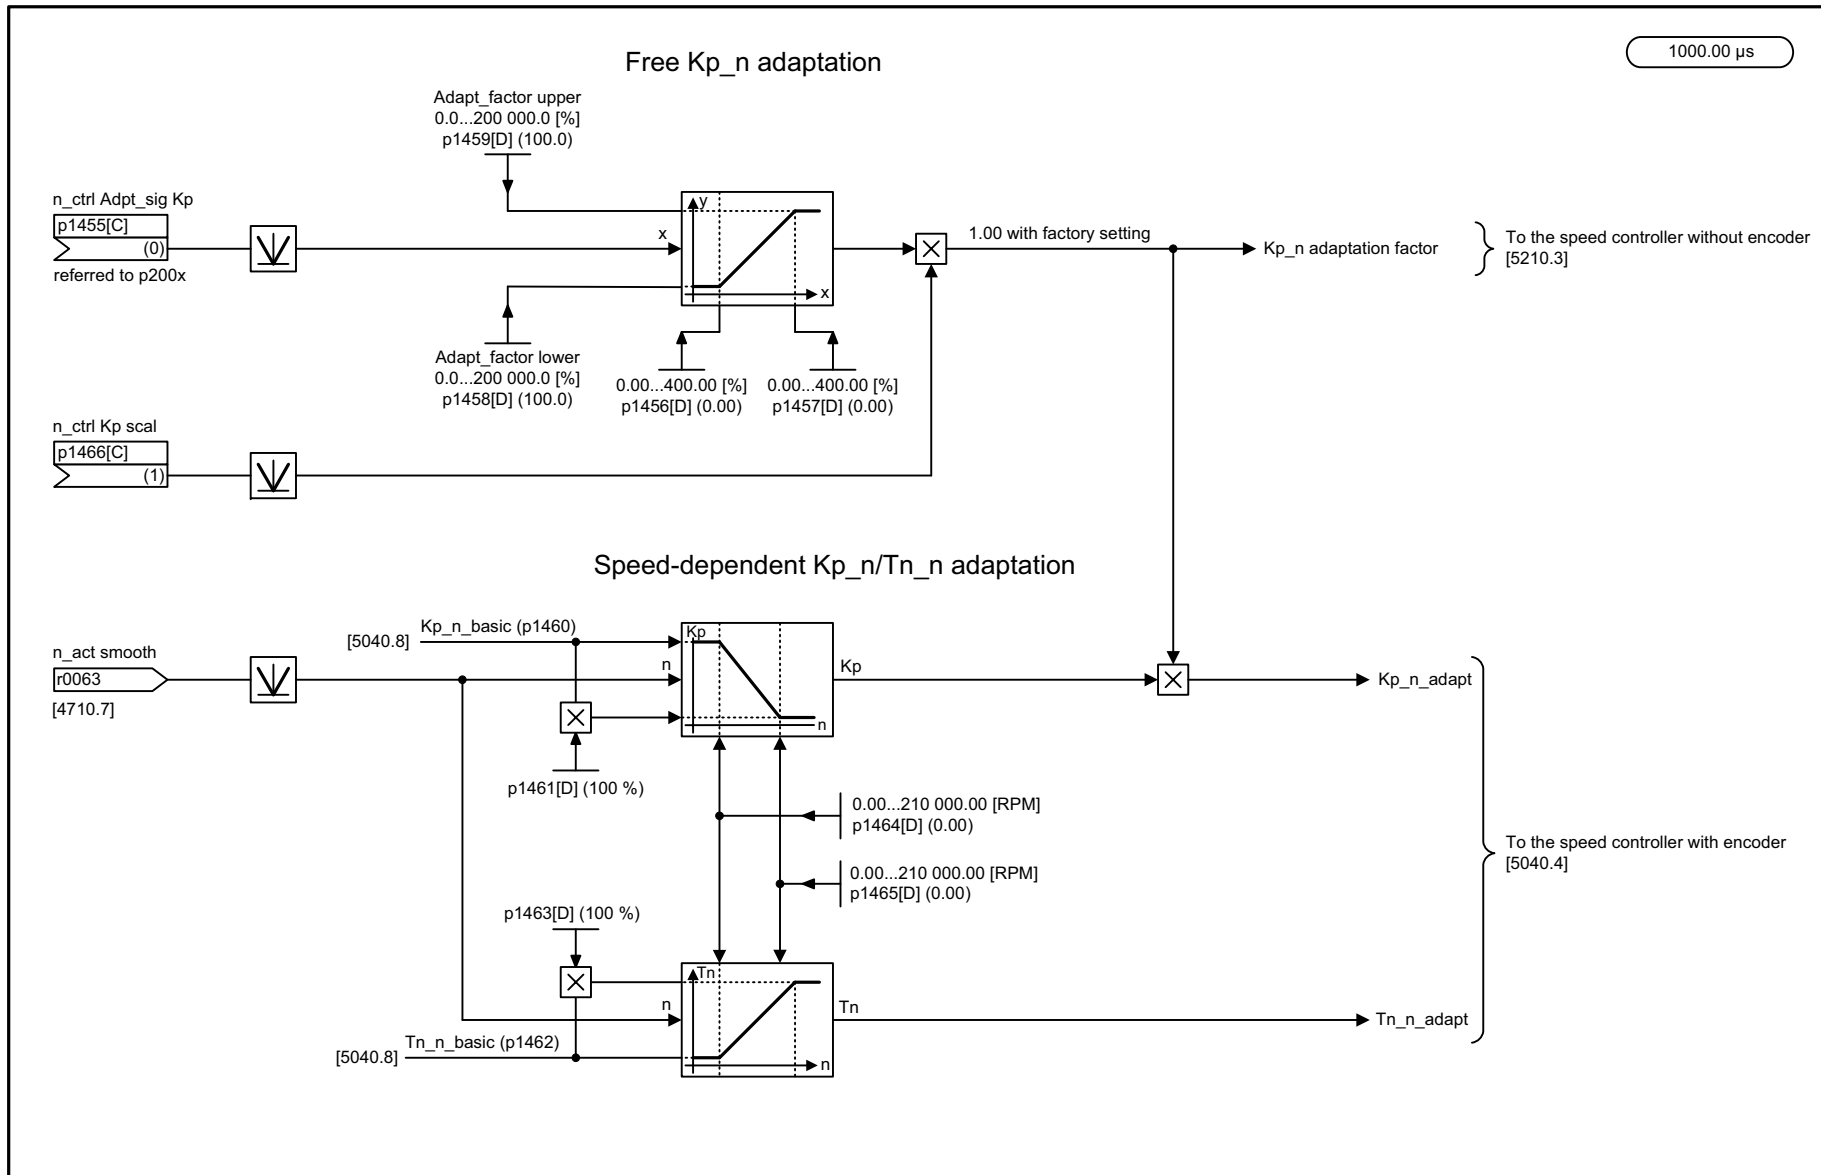 Free Kp_n adaptation
1000.00 µs
Adapt_factor upper
0.0...200 000.0 [%]
p1459[D] (100.0)
n_ctrl Adpt_sig Kp
p1455[C]
(0)
referred to p200x
y
x
x
1.00 with factory setting
Kp_n adaptation factor
To the speed controller without encoder
[5210.3]
Adapt_factor lower
0.0...200 000.0 [%]
p1458[D] (100.0)
0.00...400.00 [%]
p1456[D] (0.00)
0.00...400.00 [%]
p1457[D] (0.00)
n_ctrl Kp scal
p1466[C]
(1)
Speed-dependent Kp_n/Tn_n adaptation
Kp_n_basic (p1460)
[5040.8]
n_act smooth
r0063
[4710.7]
Kp
n
n
Kp
Kp_n_adapt
p1461[D] (100 %)
0.00...210 000.00 [RPM]
p1464[D] (0.00)
0.00...210 000.00 [RPM]
p1465[D] (0.00)
To the speed controller with encoder
[5040.4]
p1463[D] (100 %)
Tn
n
n
Tn
Tn_n_adapt
Tn_n_basic (p1462)
[5040.8]